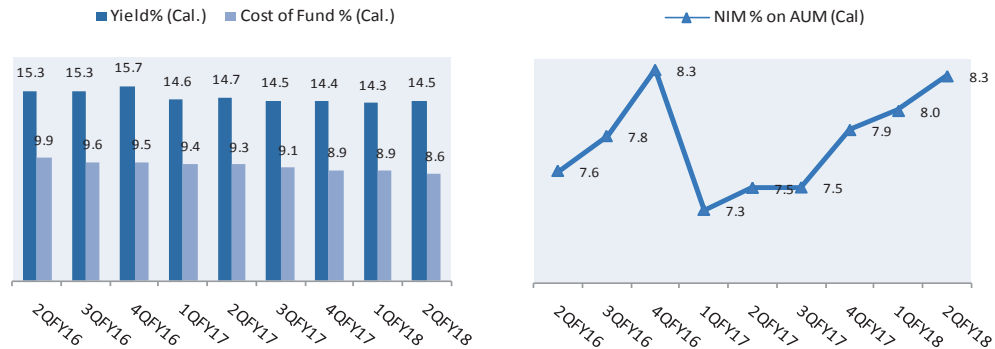 Yield% (Cal.) Cost of Fund % (Cal.)
15.3 15.3 15.7 14.6 14.7 14.5 14.4 14.3 14.5
9.9 9.6 9.5 9.4 9.3 9.1 8.9 8.9 8.6
2QFY16 3QFY16 4QFY16 1QFY17 2QFY17 3QFY17 4QFY17 1QFY18 2QFY18
NIM % on AUM (Cal)
7.6 7.8 8.3 7.3 7.5 7.5 7.9 8.0 8.3
2QFY16 3QFY16 4QFY16 1QFY17 2QFY17 3QFY17 4QFY17 1QFY18 2QFY18